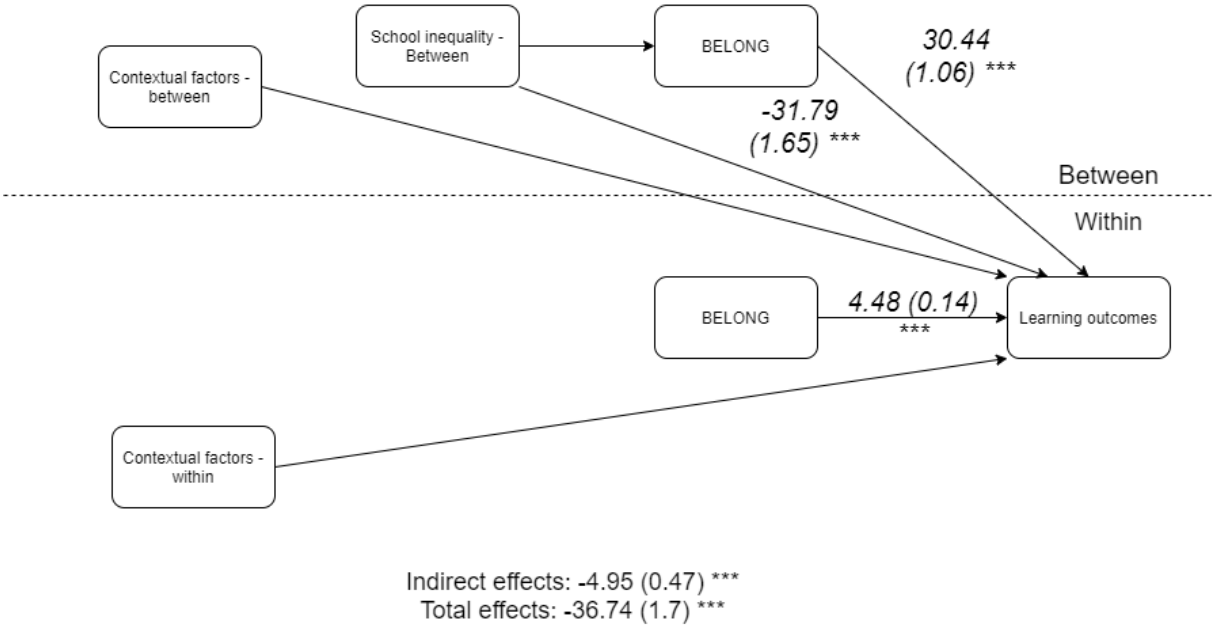 School inequality -
Between
BELONG
30.44
(1.06) ***
Contextual factors -
between
-31.79
(1.65) ***
Between
Within
BELONG
4.48 (0.14)
***
Learning outcomes
Contextual factors -
within
Indirect effects: -4.95 (0.47) ***
Total effects: -36.74 (1.7) ***